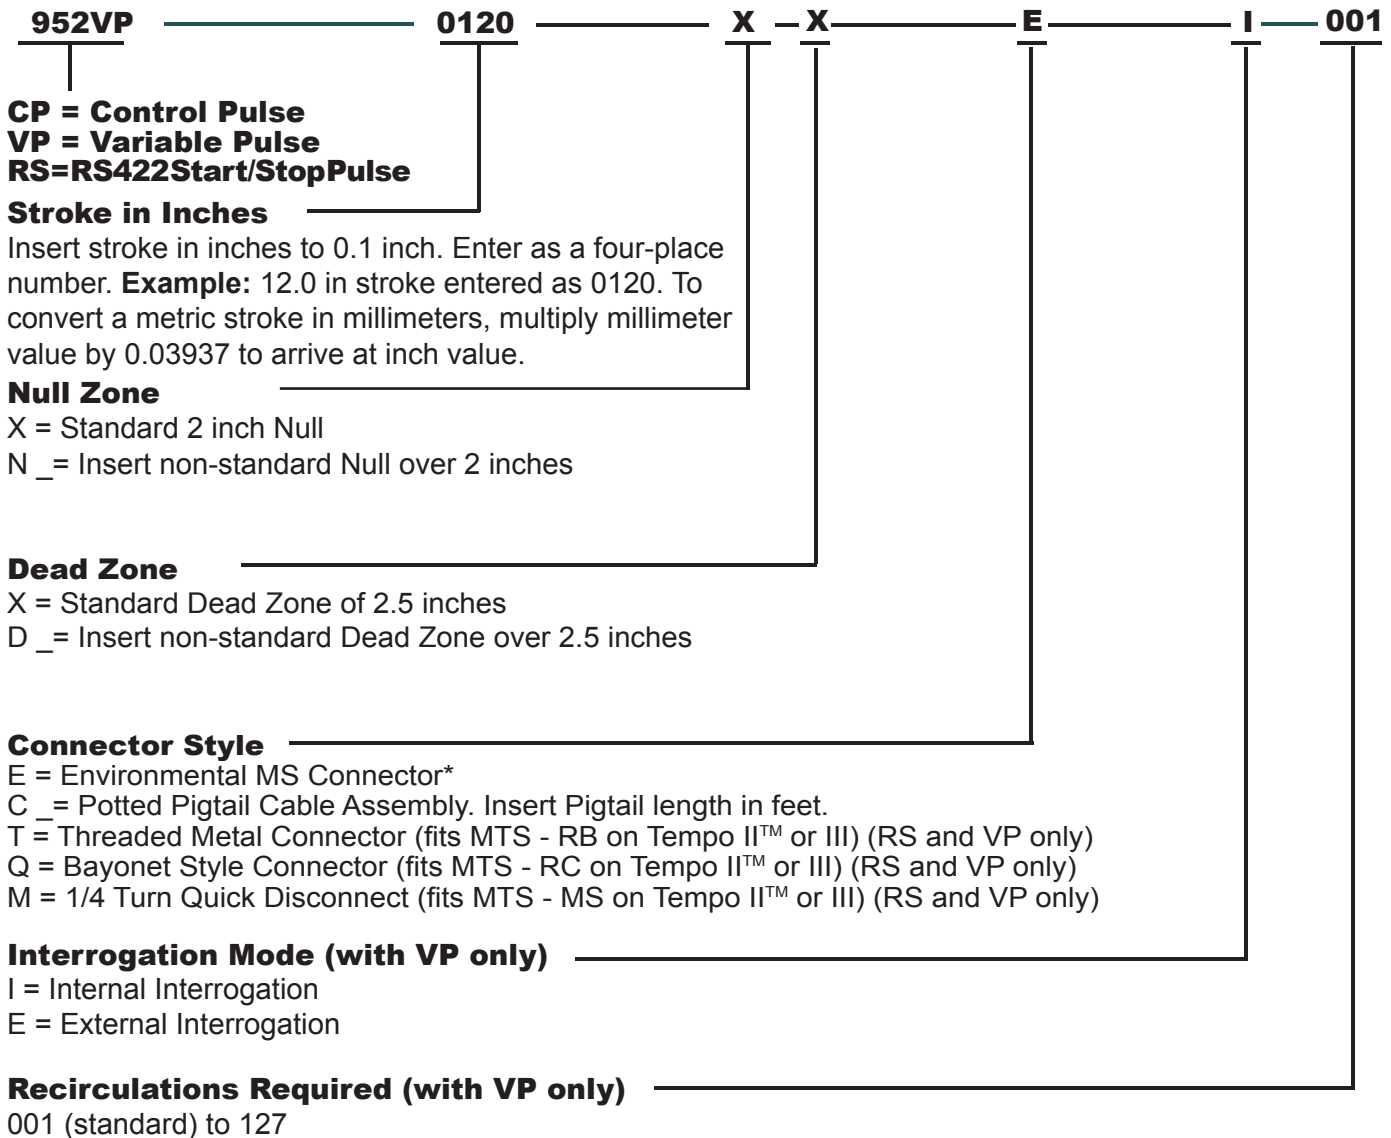 952VP 0120 X X E I 001
CP = Control Pulse
VP = Variable Pulse
RS=RS422Start/StopPulse
Stroke in Inches
Insert stroke in inches to 0.1 inch. Enter as a four-place
number. Example: 12.0 in stroke entered as 0120. To
convert a metric stroke in millimeters, multiply millimeter
value by 0.03937 to arrive at inch value.
Null Zone
X = Standard 2 inch Null
N _= Insert non-standard Null over 2 inches
Dead Zone
X = Standard Dead Zone of 2.5 inches
D _= Insert non-standard Dead Zone over 2.5 inches
Connector Style
E = Environmental MS Connector*
C _= Potted Pigtail Cable Assembly. Insert Pigtail length in feet.
T = Threaded Metal Connector (fits MTS - RB on Tempo II™ or III) (RS and VP only)
Q = Bayonet Style Connector (fits MTS - RC on Tempo II™ or III) (RS and VP only)
M = 1/4 Turn Quick Disconnect (fits MTS - MS on Tempo II™ or III) (RS and VP only)
Interrogation Mode (with VP only)
I = Internal Interrogation
E = External Interrogation
Recirculations Required (with VP only)
001 (standard) to 127